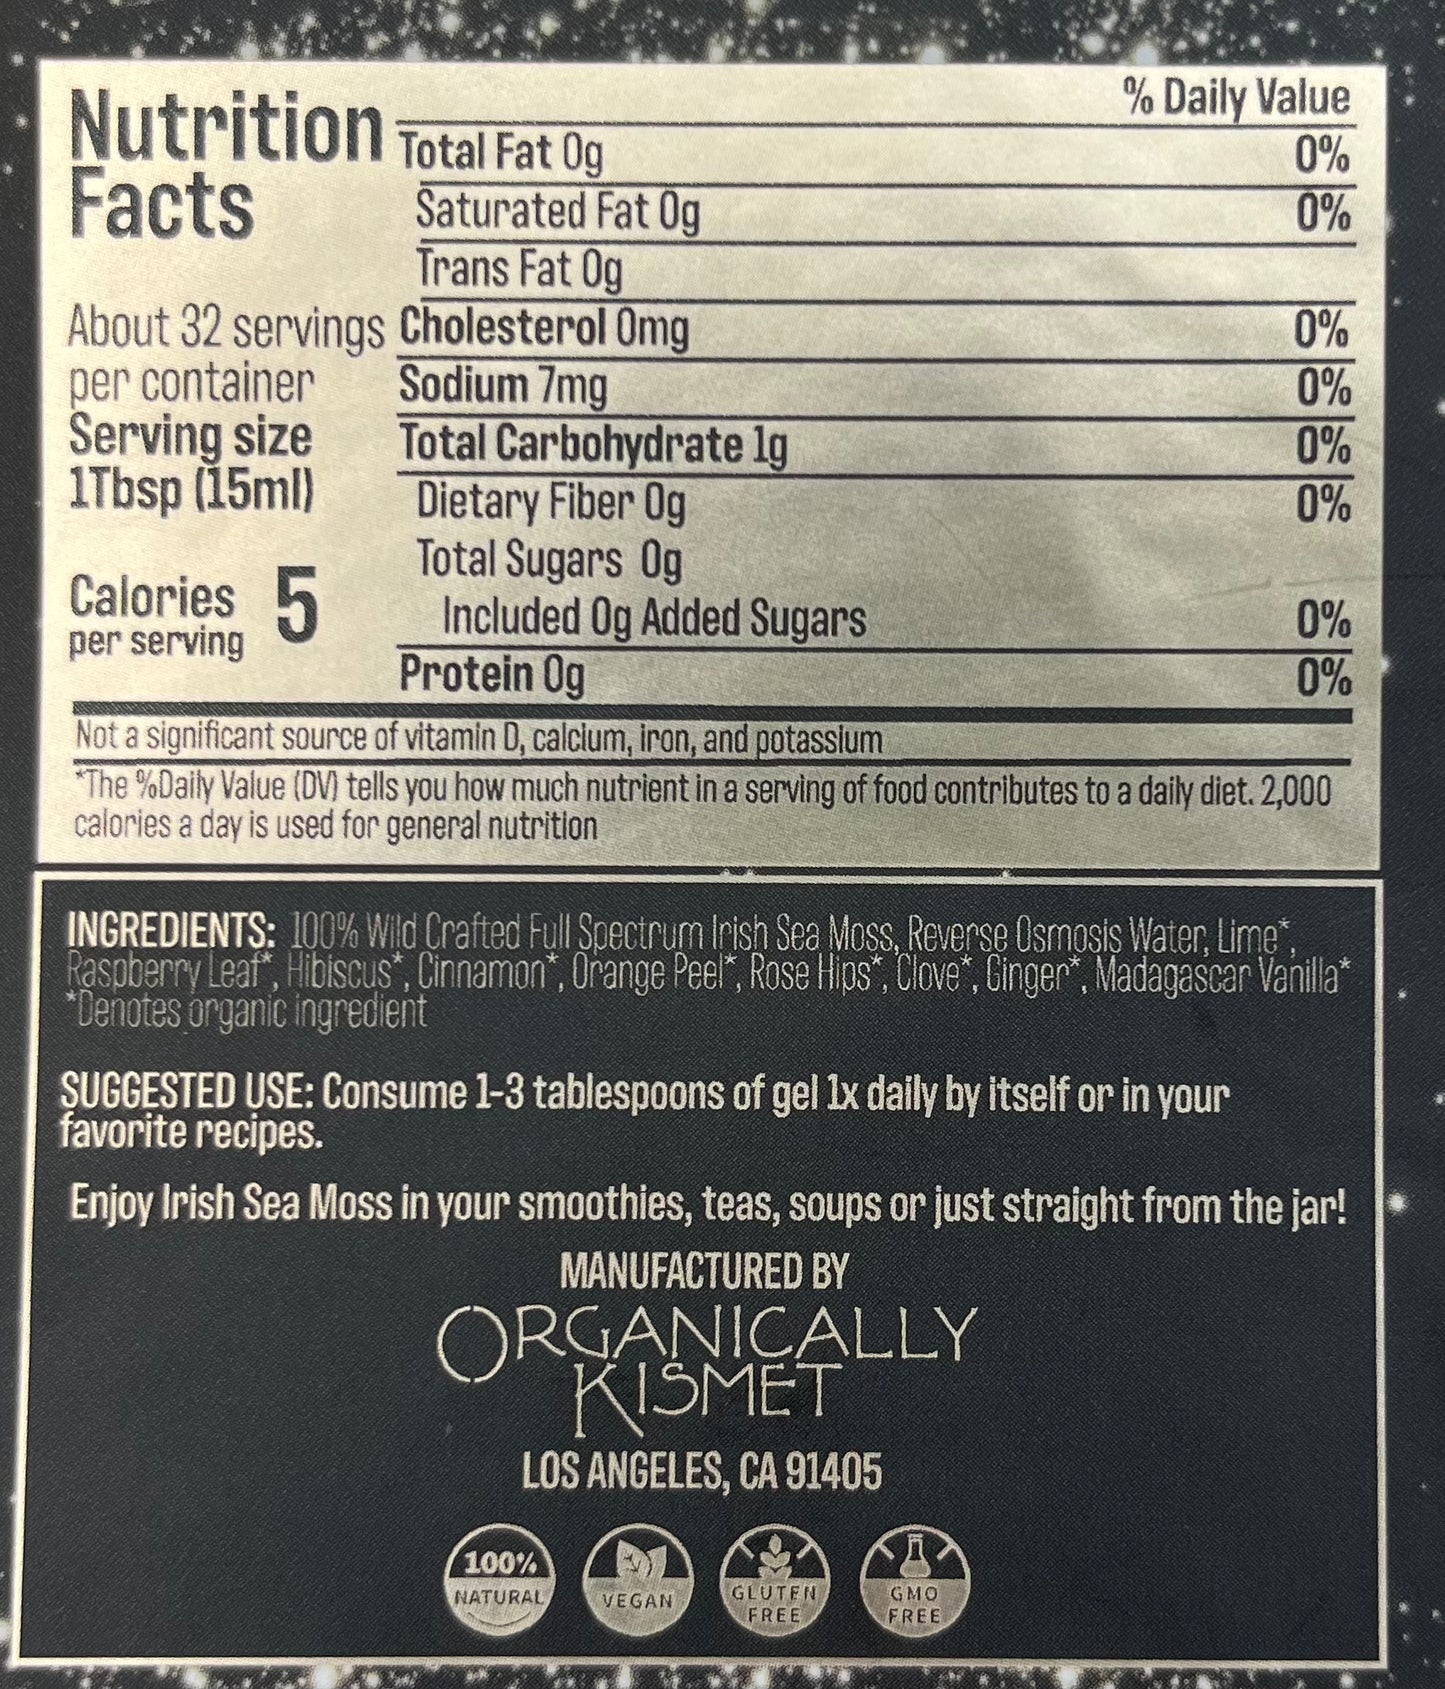 Nutrition
Facts
About 32 servings
per container
Serving size
1Tbsp (15ml)
Calories 5
per serving
% Daily Value
Total Fat 0g 0%
Saturated Fat 0g 0%
Trans Fat 0g
Cholesterol 0mg 0%
Sodium 7mg 0%
Total Carbohydrate 1g 0%
Dietary Fiber 0g 0%
Total Sugars 0g
Included 0g Added Sugars 0%
Protein 0g 0%
Not a significant source of vitamin D, calcium, iron, and potassium
*The %Daily Value (DV) tells you how much nutrient in a serving of food contributes to a daily diet. 2,000
calories a day is used for general nutrition
INGREDIENTS: 100% Wild Crafted Full Spectrum Irish Sea Moss, Reverse Osmosis Water, Lime*,
Raspberry Leaf*, Hibiscus*, Cinnamon*, Orange Peel*, Rose Hips*, Clove*, Ginger*, Madagascar Vanilla*
*Denotes organic ingredient
SUGGESTED USE: Consume 1-3 tablespoons of gel 1x daily by itself or in your
favorite recipes.
Enjoy Irish Sea Moss in your smoothies, teas, soups or just straight from the jar!
MANUFACTURED BY
ORGANICALLY
KISMET
LOS ANGELES, CA 91405
100%
NATURAL
VEGAN
GLUTEN
FREE
GMO
FREE